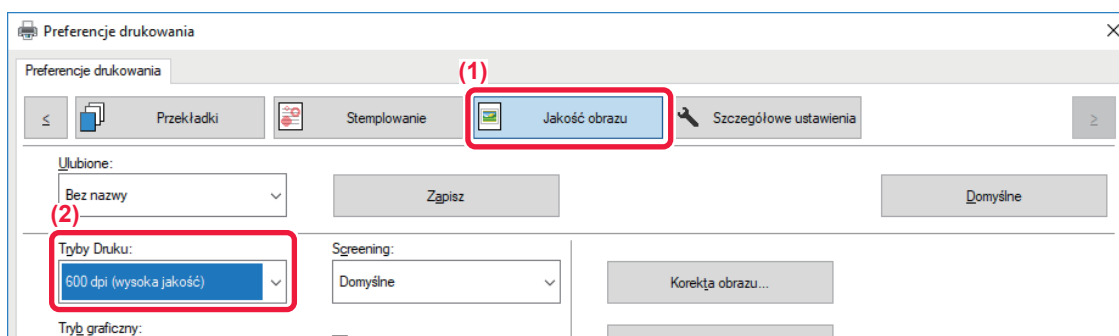 Preferencje drukowania
Preferencje drukowania
(1)
< Przekładki Stemplowanie Jakość obrazu Szczegółowe ustawienia >
Ulubione:
Bez nazwy Zapisz Domyślne
(2)
Tryby Druku: Screening:
600 dpi (wysoka jakość) Domyślne Korekta obrazu...
Tryb graficzny: